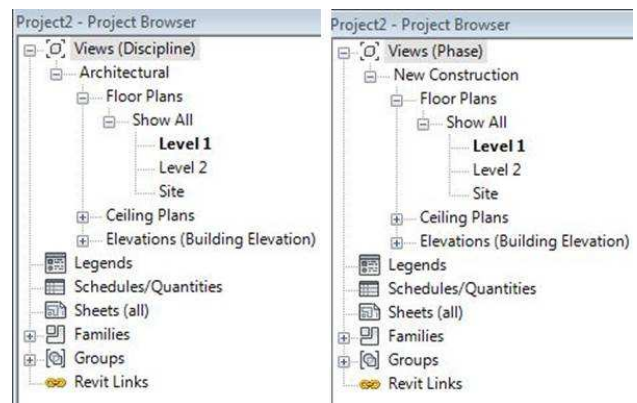 Project2 - Project Browser
Views (Discipline)
Architectural
Floor Plans
Show All
Level 1
Level 2
Site
Ceiling Plans
Elevations (Building Elevation)
Legends
Schedules/Quantities
Sheets (all)
Families
Groups
Revit Links
Project2 - Project Browser
Views (Phase)
New Construction
Floor Plans
Show All
Level 1
Level 2
Site
Ceiling Plans
Elevations (Building Elevation)
Legends
Schedules/Quantities
Sheets (all)
Families
Groups
Revit Links